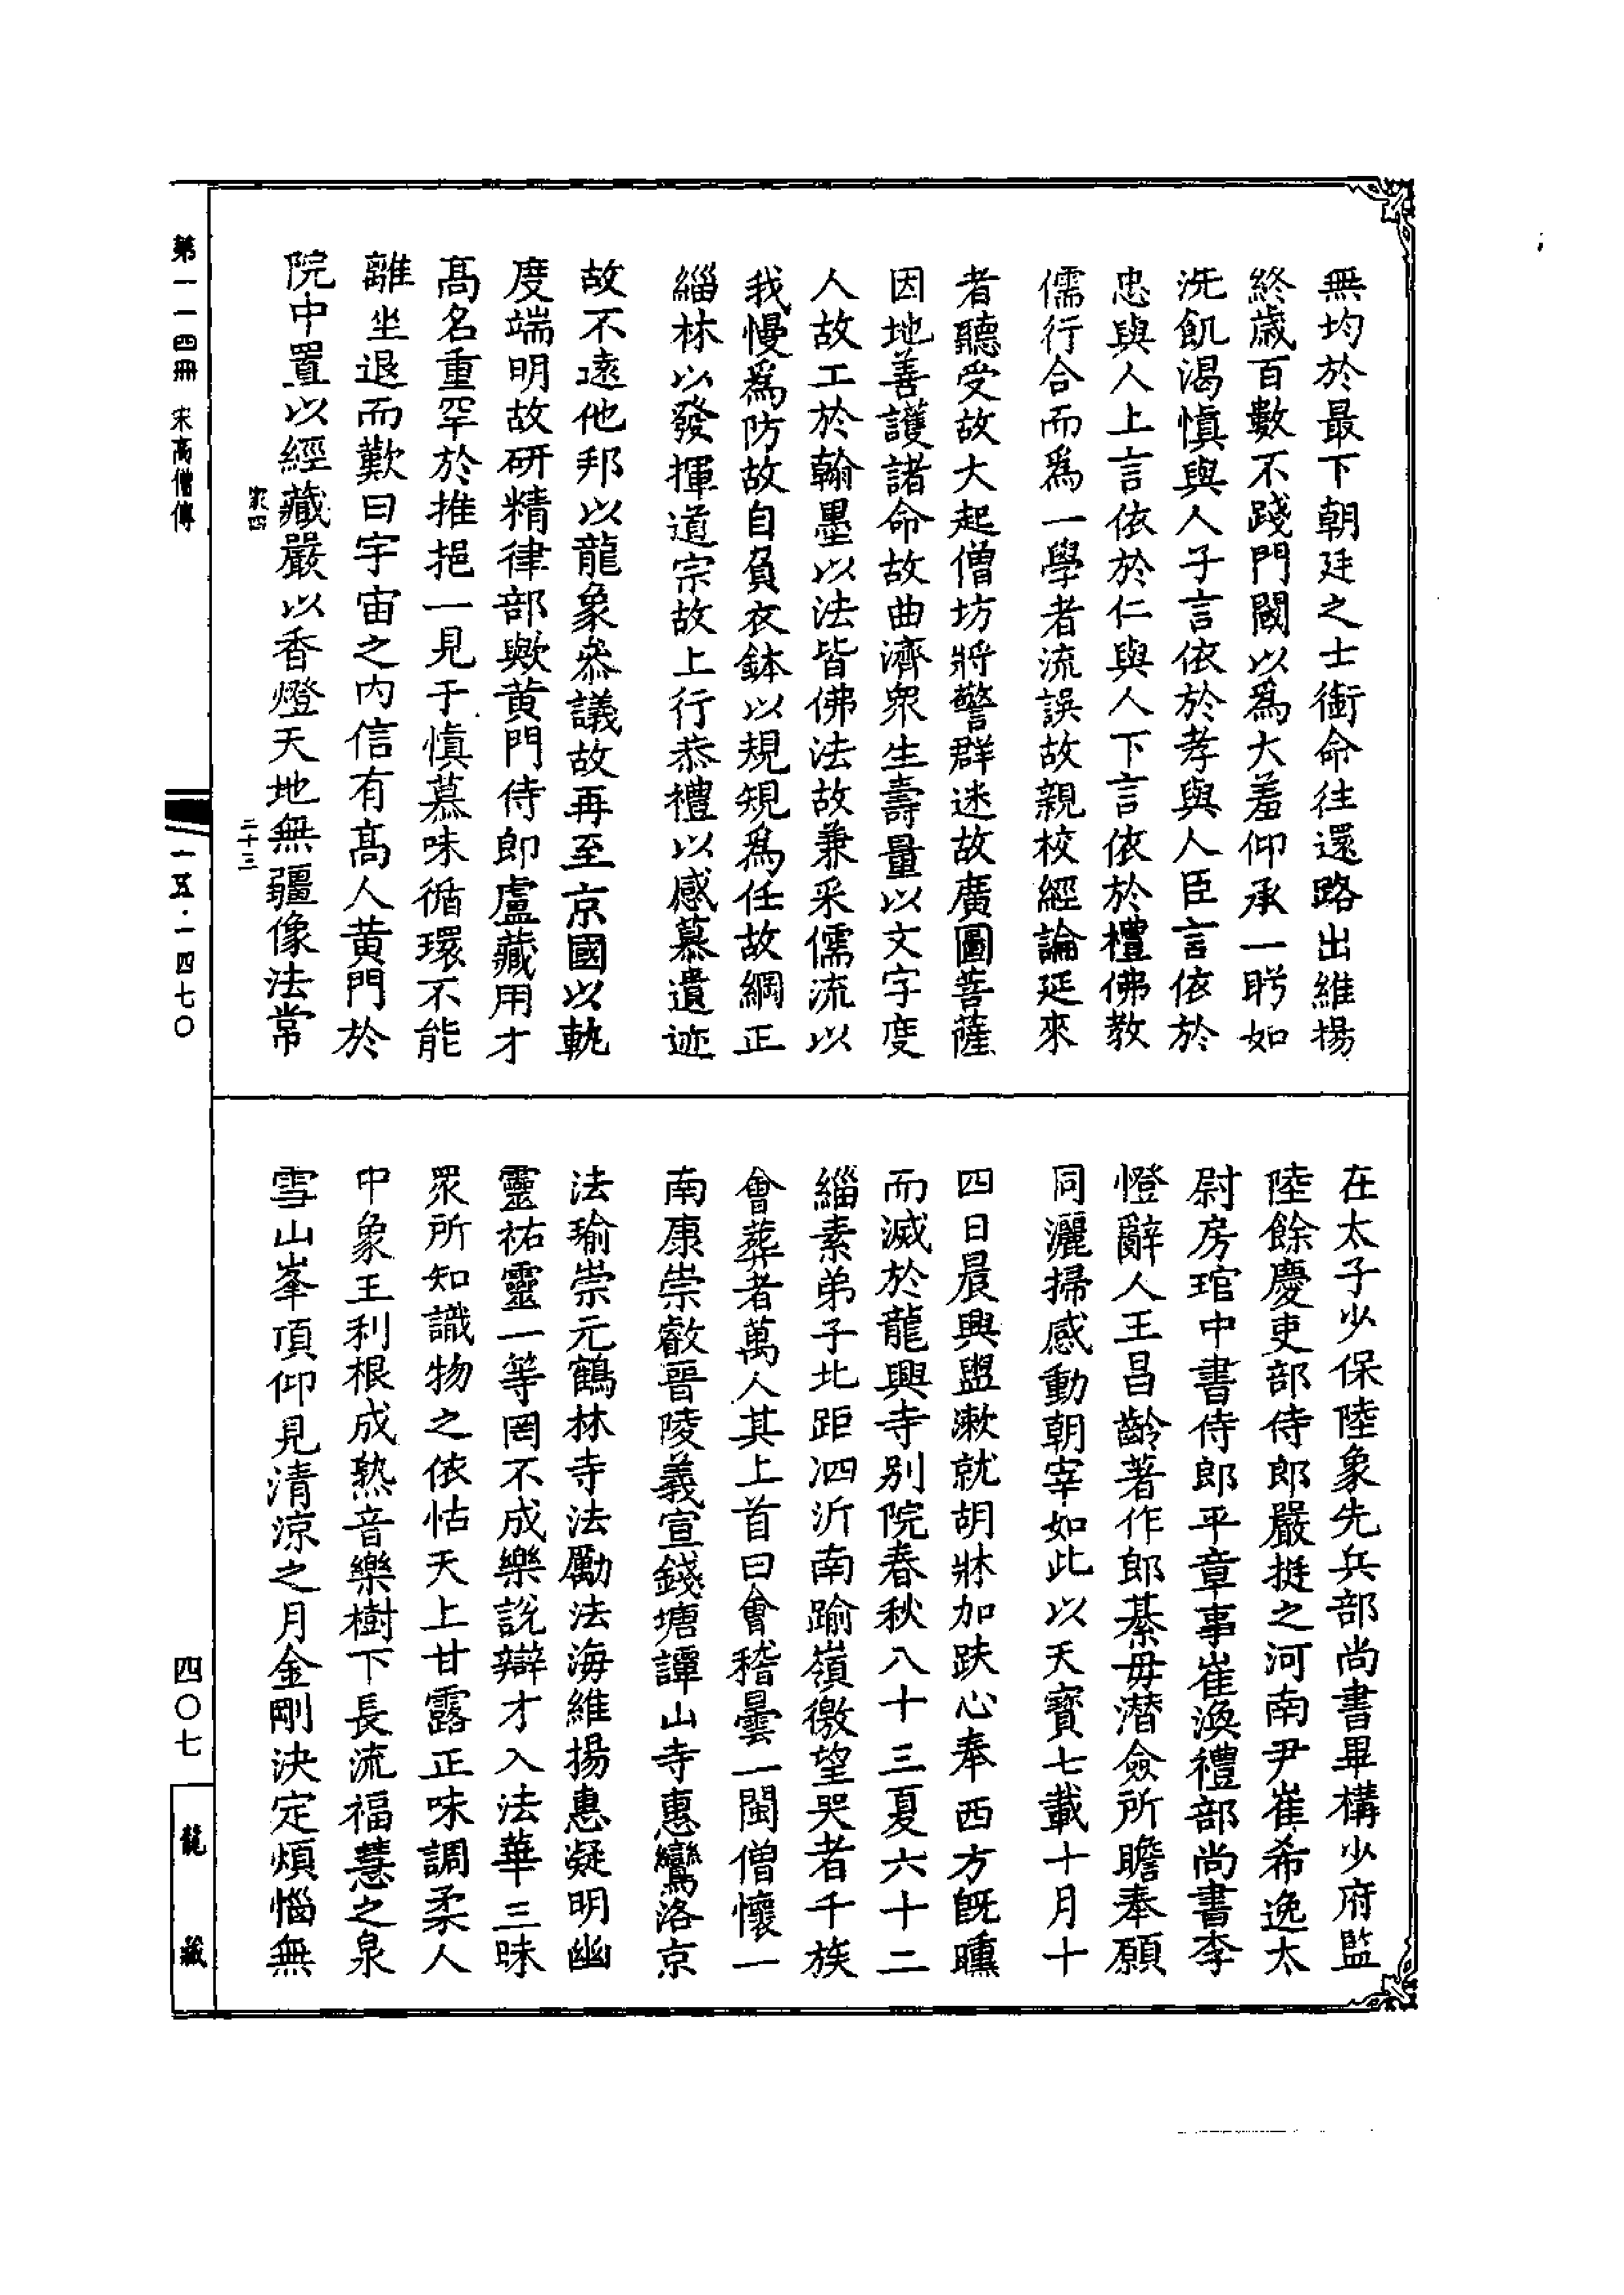 無均於最下朝廷之士銜命往還路出維揚
終歲百數不踐門閾以爲大羞仰承一眄如
洗飢渴慎與人子言依於孝與人臣言依於
忠與人上言依於仁與人下言依於禮佛教
儒行合而爲一學者流誤故親校經論延來
者聽受故大起僧坊將警群迷故廣圖菩薩
因地善護諸命故曲濟衆生壽量以文字度
人故工於翰墨以法皆佛法故兼采儒流以
我慢爲防故自負衣鉢以規規爲任故綱正
緇林以發揮道宗故上行恭禮以感慕遺迹
故不遠他邦以龍象叅議故再至京國以軌
度端明故研精律部歟黄門侍郎盧藏用才
高名重罕於推挹一見于慎慕味循環不能
離坐退而歎曰宇宙之内信有高人黄門於
院中置以經藏嚴以香燈天地無疆像法常
家四
二十三
在太子少保陸象先兵部尚書畢構少府監
陸餘慶吏部侍郎嚴挺之河南尹崔希逸太
尉房琯中書侍郎平章事崔渙禮部尚書李
憕辭人王昌齡著作郎綦毋潛僉所瞻奉願
同灑掃感動朝宰如此以天寳七載十月十
四日晨興盥漱就胡牀加趺心奉西方既曛
而滅於龍興寺别院春秋八十三夏六十二
緇素弟子北距泗沂南踰嶺徼望哭者千族
會葬者萬人其上首曰會稽曇一閩僧懷一
南康崇叡晉陵義宣錢塘譚山寺惠鸞洛京
法瑜崇元鶴林寺法勵法海維揚惠凝明幽
靈祐靈一等罔不成樂説辯才入法華三昧
衆所知識物之依怙天上甘露正味調柔人
中象王利根成熟音樂樹下長流福慧之泉
雪山峯頂仰見清涼之月金剛決定煩惱無
第一一四冊 宋高僧傳
一五·一四七〇
四〇七
龍藏